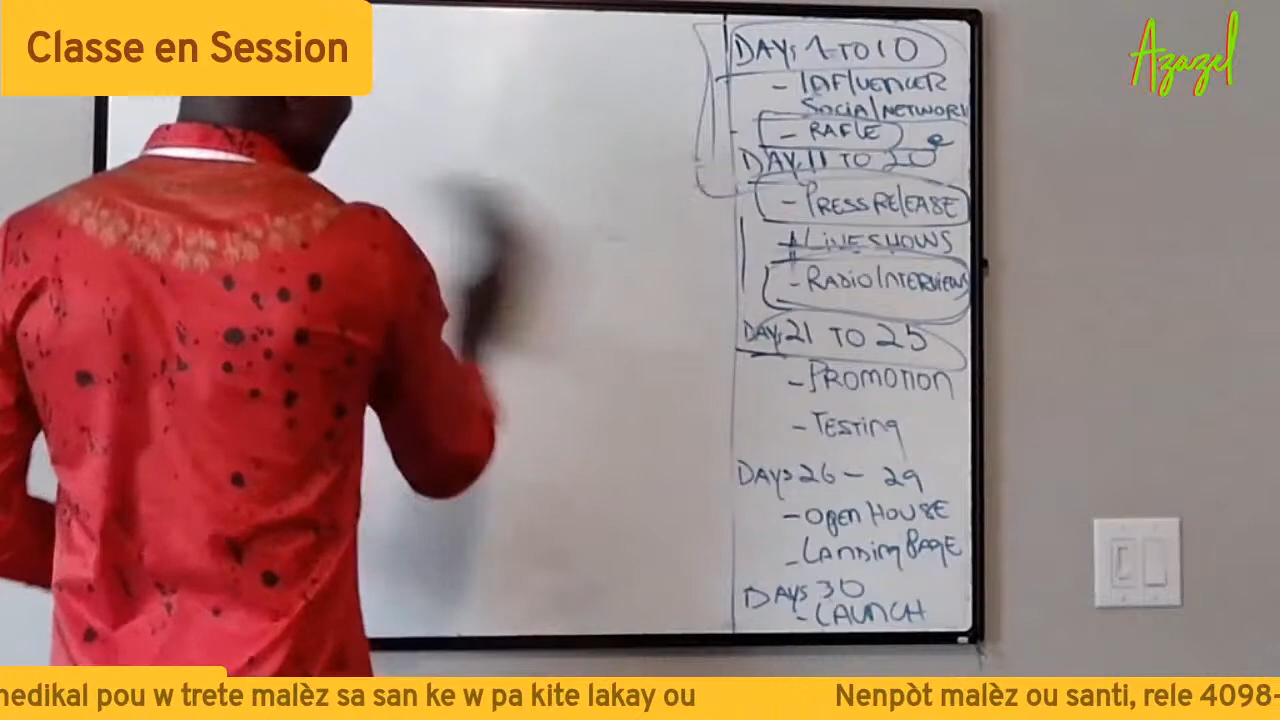 Classe en Session
Azazel
DAYS 1 TO 10
- INFLUENCER
SOCIAL NETWORK
- RAFLE
DAYS 11 TO 20
- PRESS RELEASE
LIVE SHOWS
- RADIO INTERVIEWS
DAYS 21 TO 25
- PROMOTION
- TESTING
DAYS 26 - 29
- OPEN HOUSE
- LANDING PAGE
DAYS 30
- LAUNCH
medikal pou w trete malèz sa san ke w pa kite lakay ou
Nenpòt malèz ou santi, rele 4098-